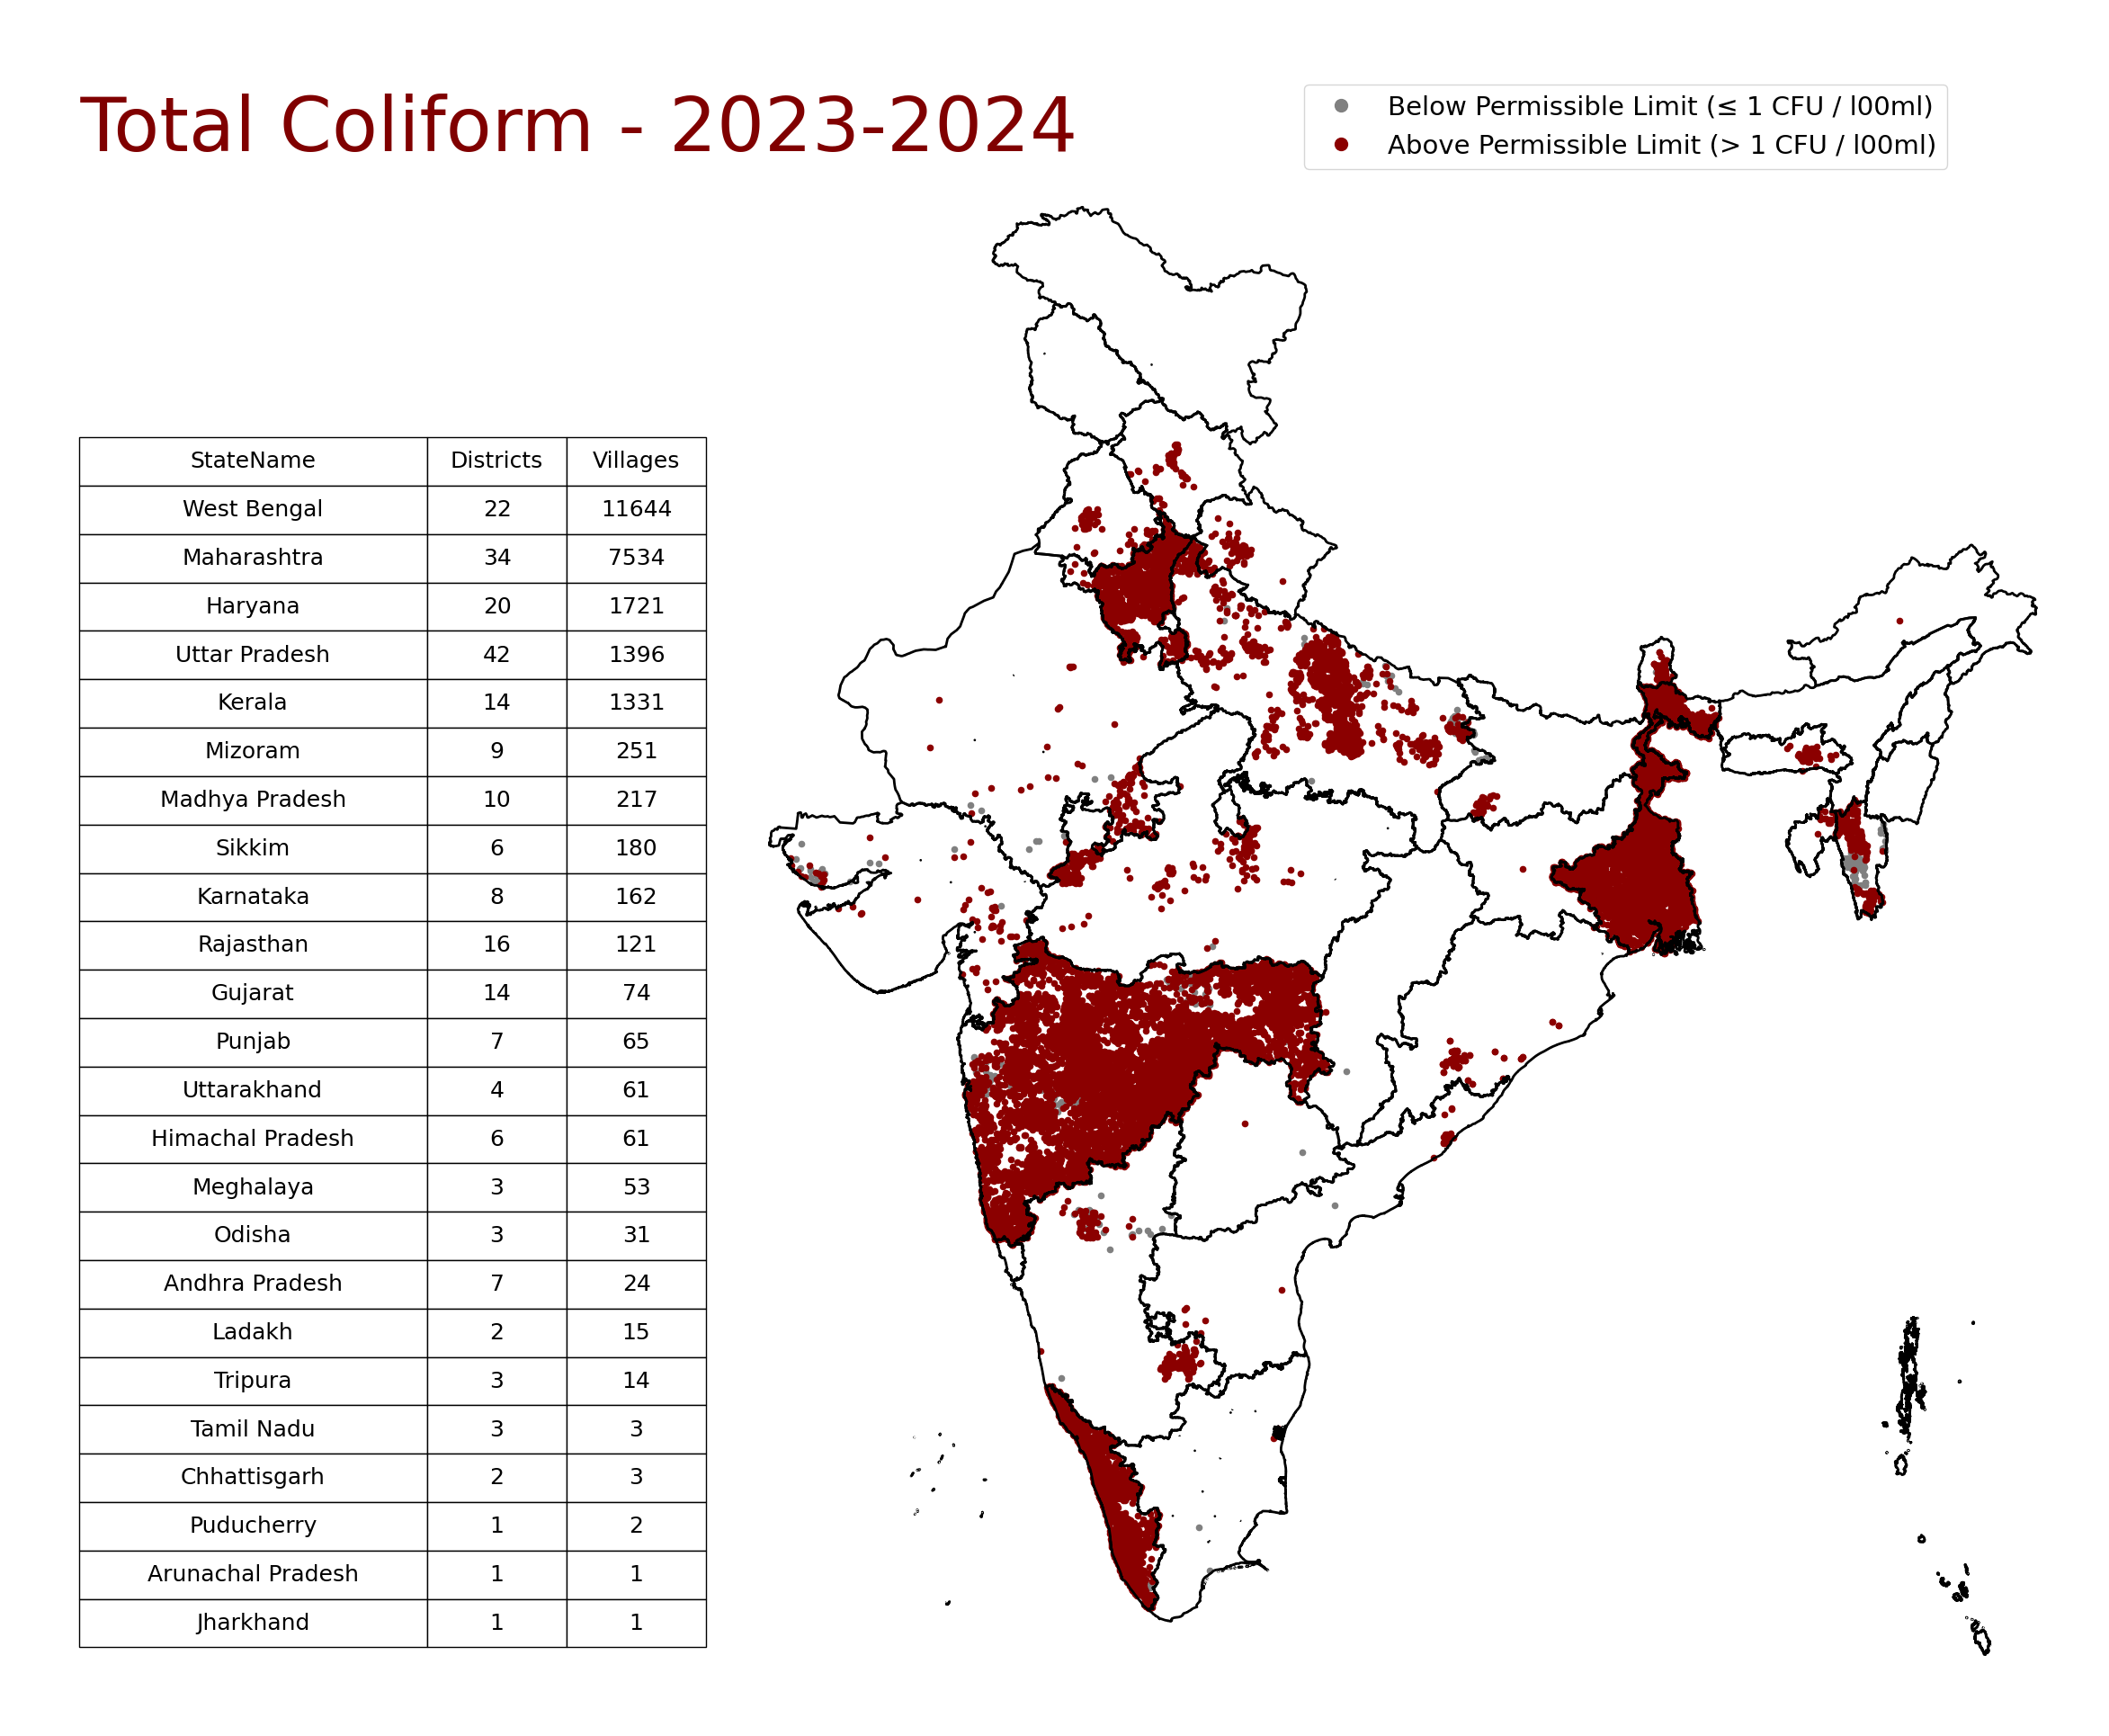 Total Coliform - 2023-2024
Below Permissible Limit (≤ 1 CFU / l00ml)
Above Permissible Limit (> 1 CFU / l00ml)
StateName Districts Villages
West Bengal 22 11644
Maharashtra 34 7534
Haryana 20 1721
Uttar Pradesh 42 1396
Kerala 14 1331
Mizoram 9 251
Madhya Pradesh 10 217
Sikkim 6 180
Karnataka 8 162
Rajasthan 16 121
Gujarat 14 74
Punjab 7 65
Uttarakhand 4 61
Himachal Pradesh 6 61
Meghalaya 3 53
Odisha 3 31
Andhra Pradesh 7 24
Ladakh 2 15
Tripura 3 14
Tamil Nadu 3 3
Chhattisgarh 2 3
Puducherry 1 2
Arunachal Pradesh 1 1
Jharkhand 1 1